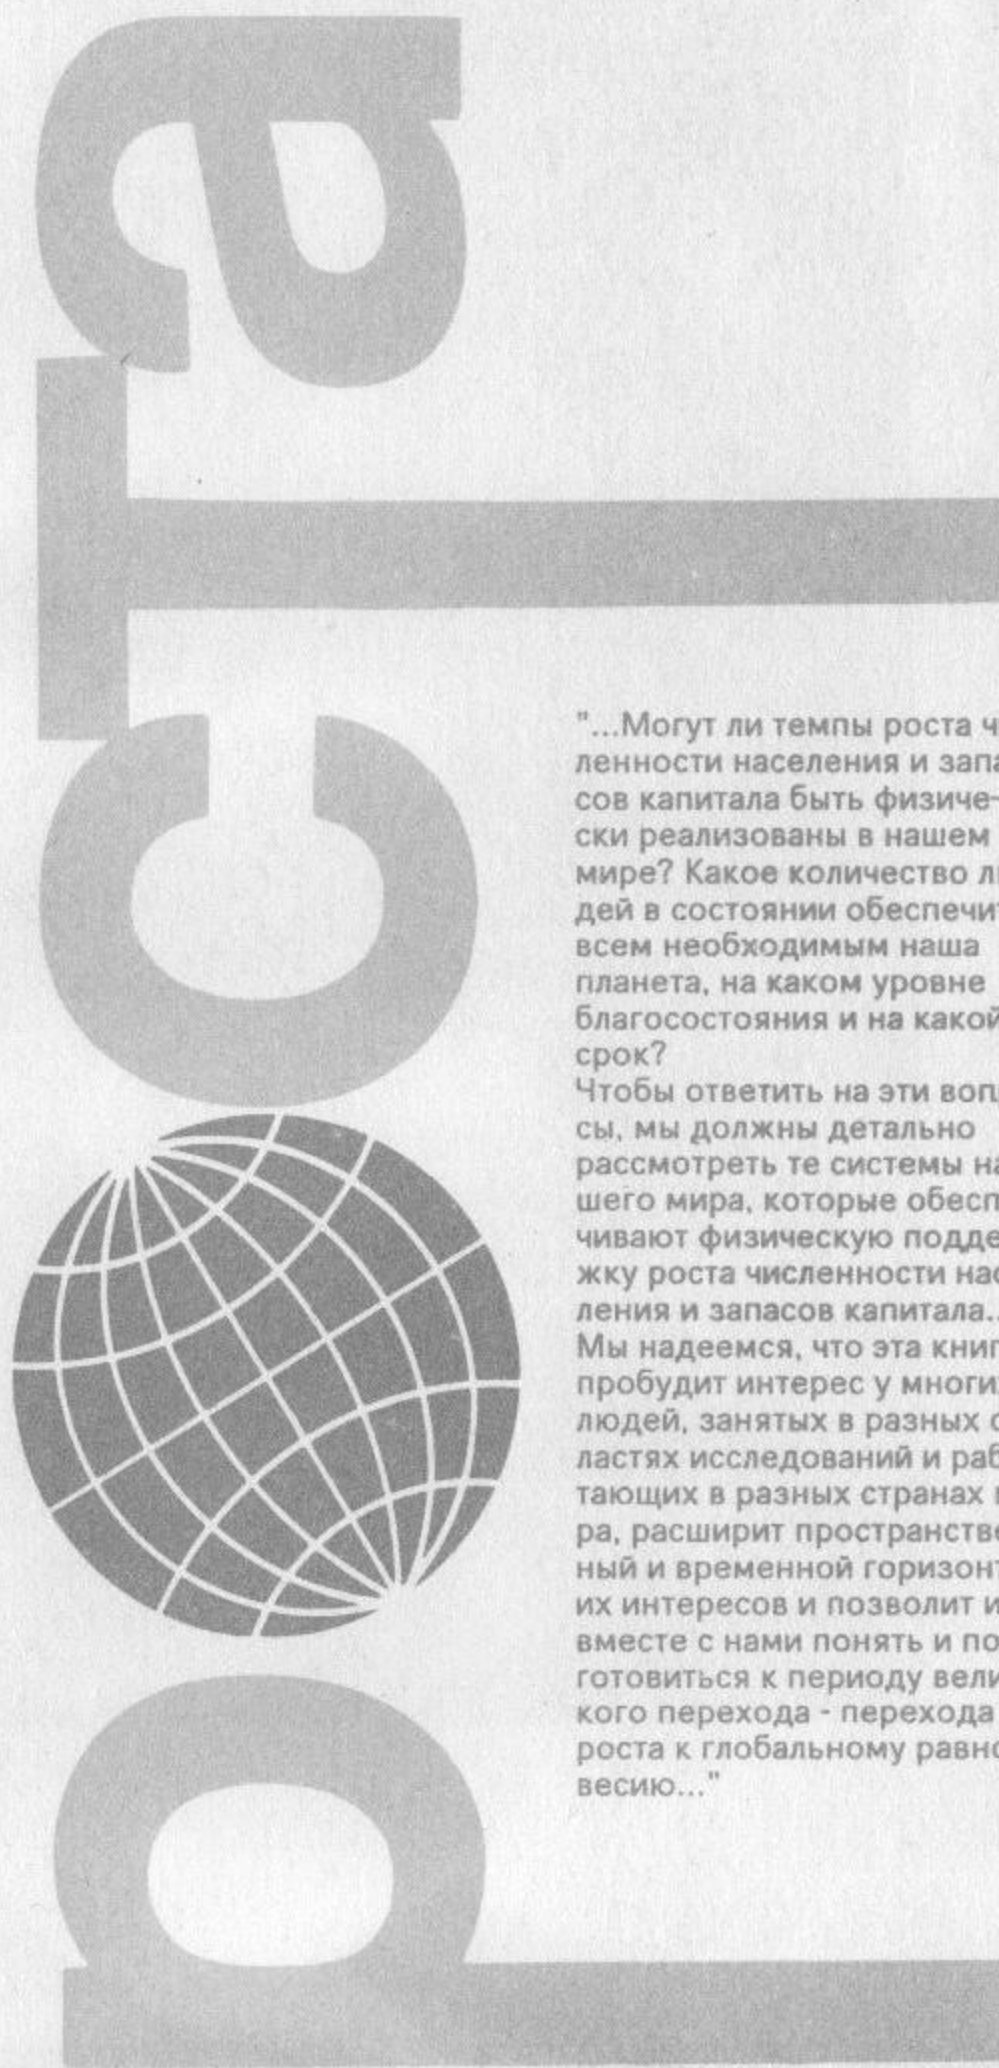 роста
"...Могут ли темпы роста ч
ленности населения и запа
сов капитала быть физиче-
ски реализованы в нашем
мире? Какое количество л
дей в состоянии обеспечит
всем необходимым наша
планета, на каком уровне
благосостояния и на какой
срок?
Чтобы ответить на эти воп
сы, мы должны детально
рассмотреть те системы на
шего мира, которые обесп
чивают физическую подде
жку роста численности нас
ления и запасов капитала..
Мы надеемся, что эта книг
пробудит интерес у многи
людей, занятых в разных о
ластях исследований и раб
тающих в разных странах
ра, расширит пространстве
ный и временной горизонт
их интересов и позволит и
вместе с нами понять и по
готовиться к периоду вели
кого перехода - перехода
роста к глобальному равно
весию..."